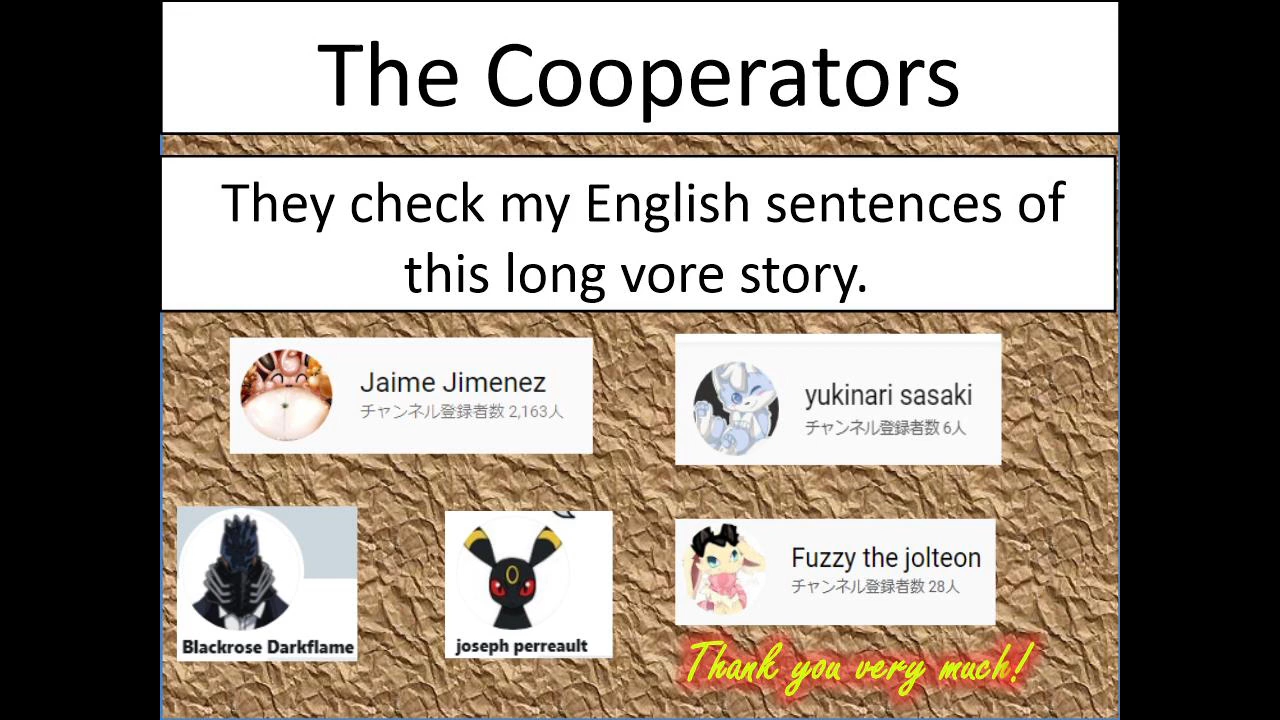 The Cooperators
They check my English sentences of
this long vore story.
Jaime Jimenez
チャンネル登録者数 2,163人
yukinari sasaki
チャンネル登録者数 6人
Blackrose Darkflame
joseph perreault
Fuzzy the jolteon
チャンネル登録者数 28人
Thank you very much!